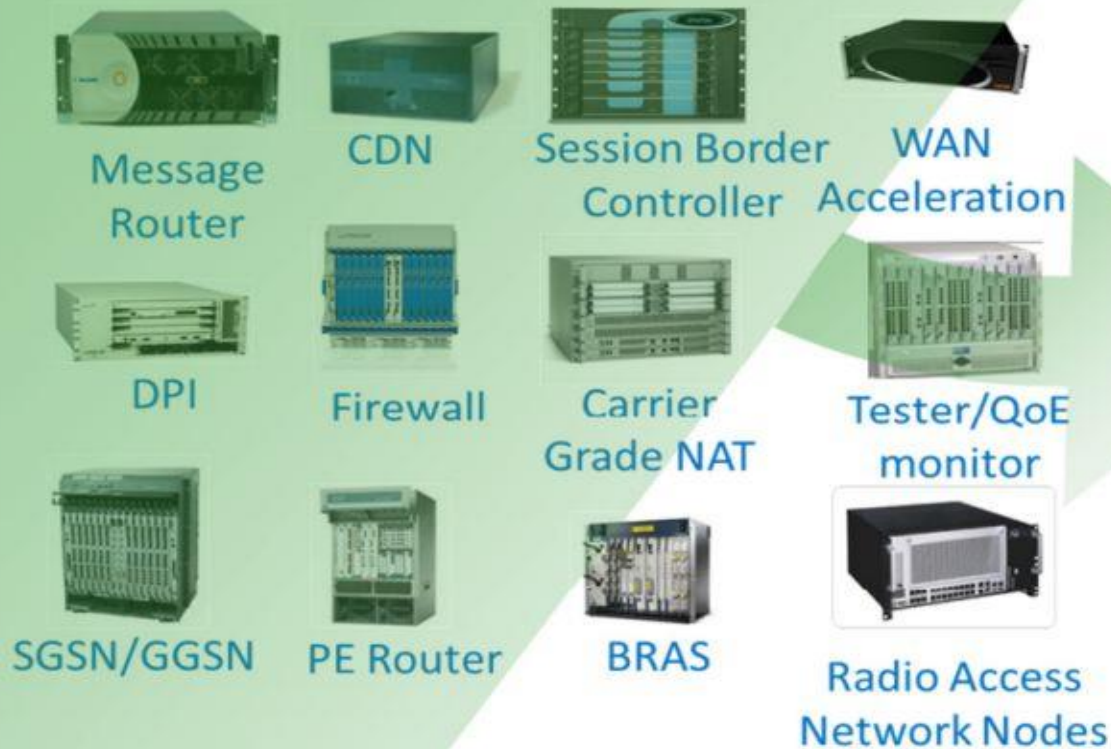 Message
Router
CDN
Session Border
Controller
WAN
Acceleration
DPI
Firewall
Carrier
Grade NAT
Tester/QoE
monitor
SGSN/GGSN
PE Router
BRAS
Radio Access
Network Nodes